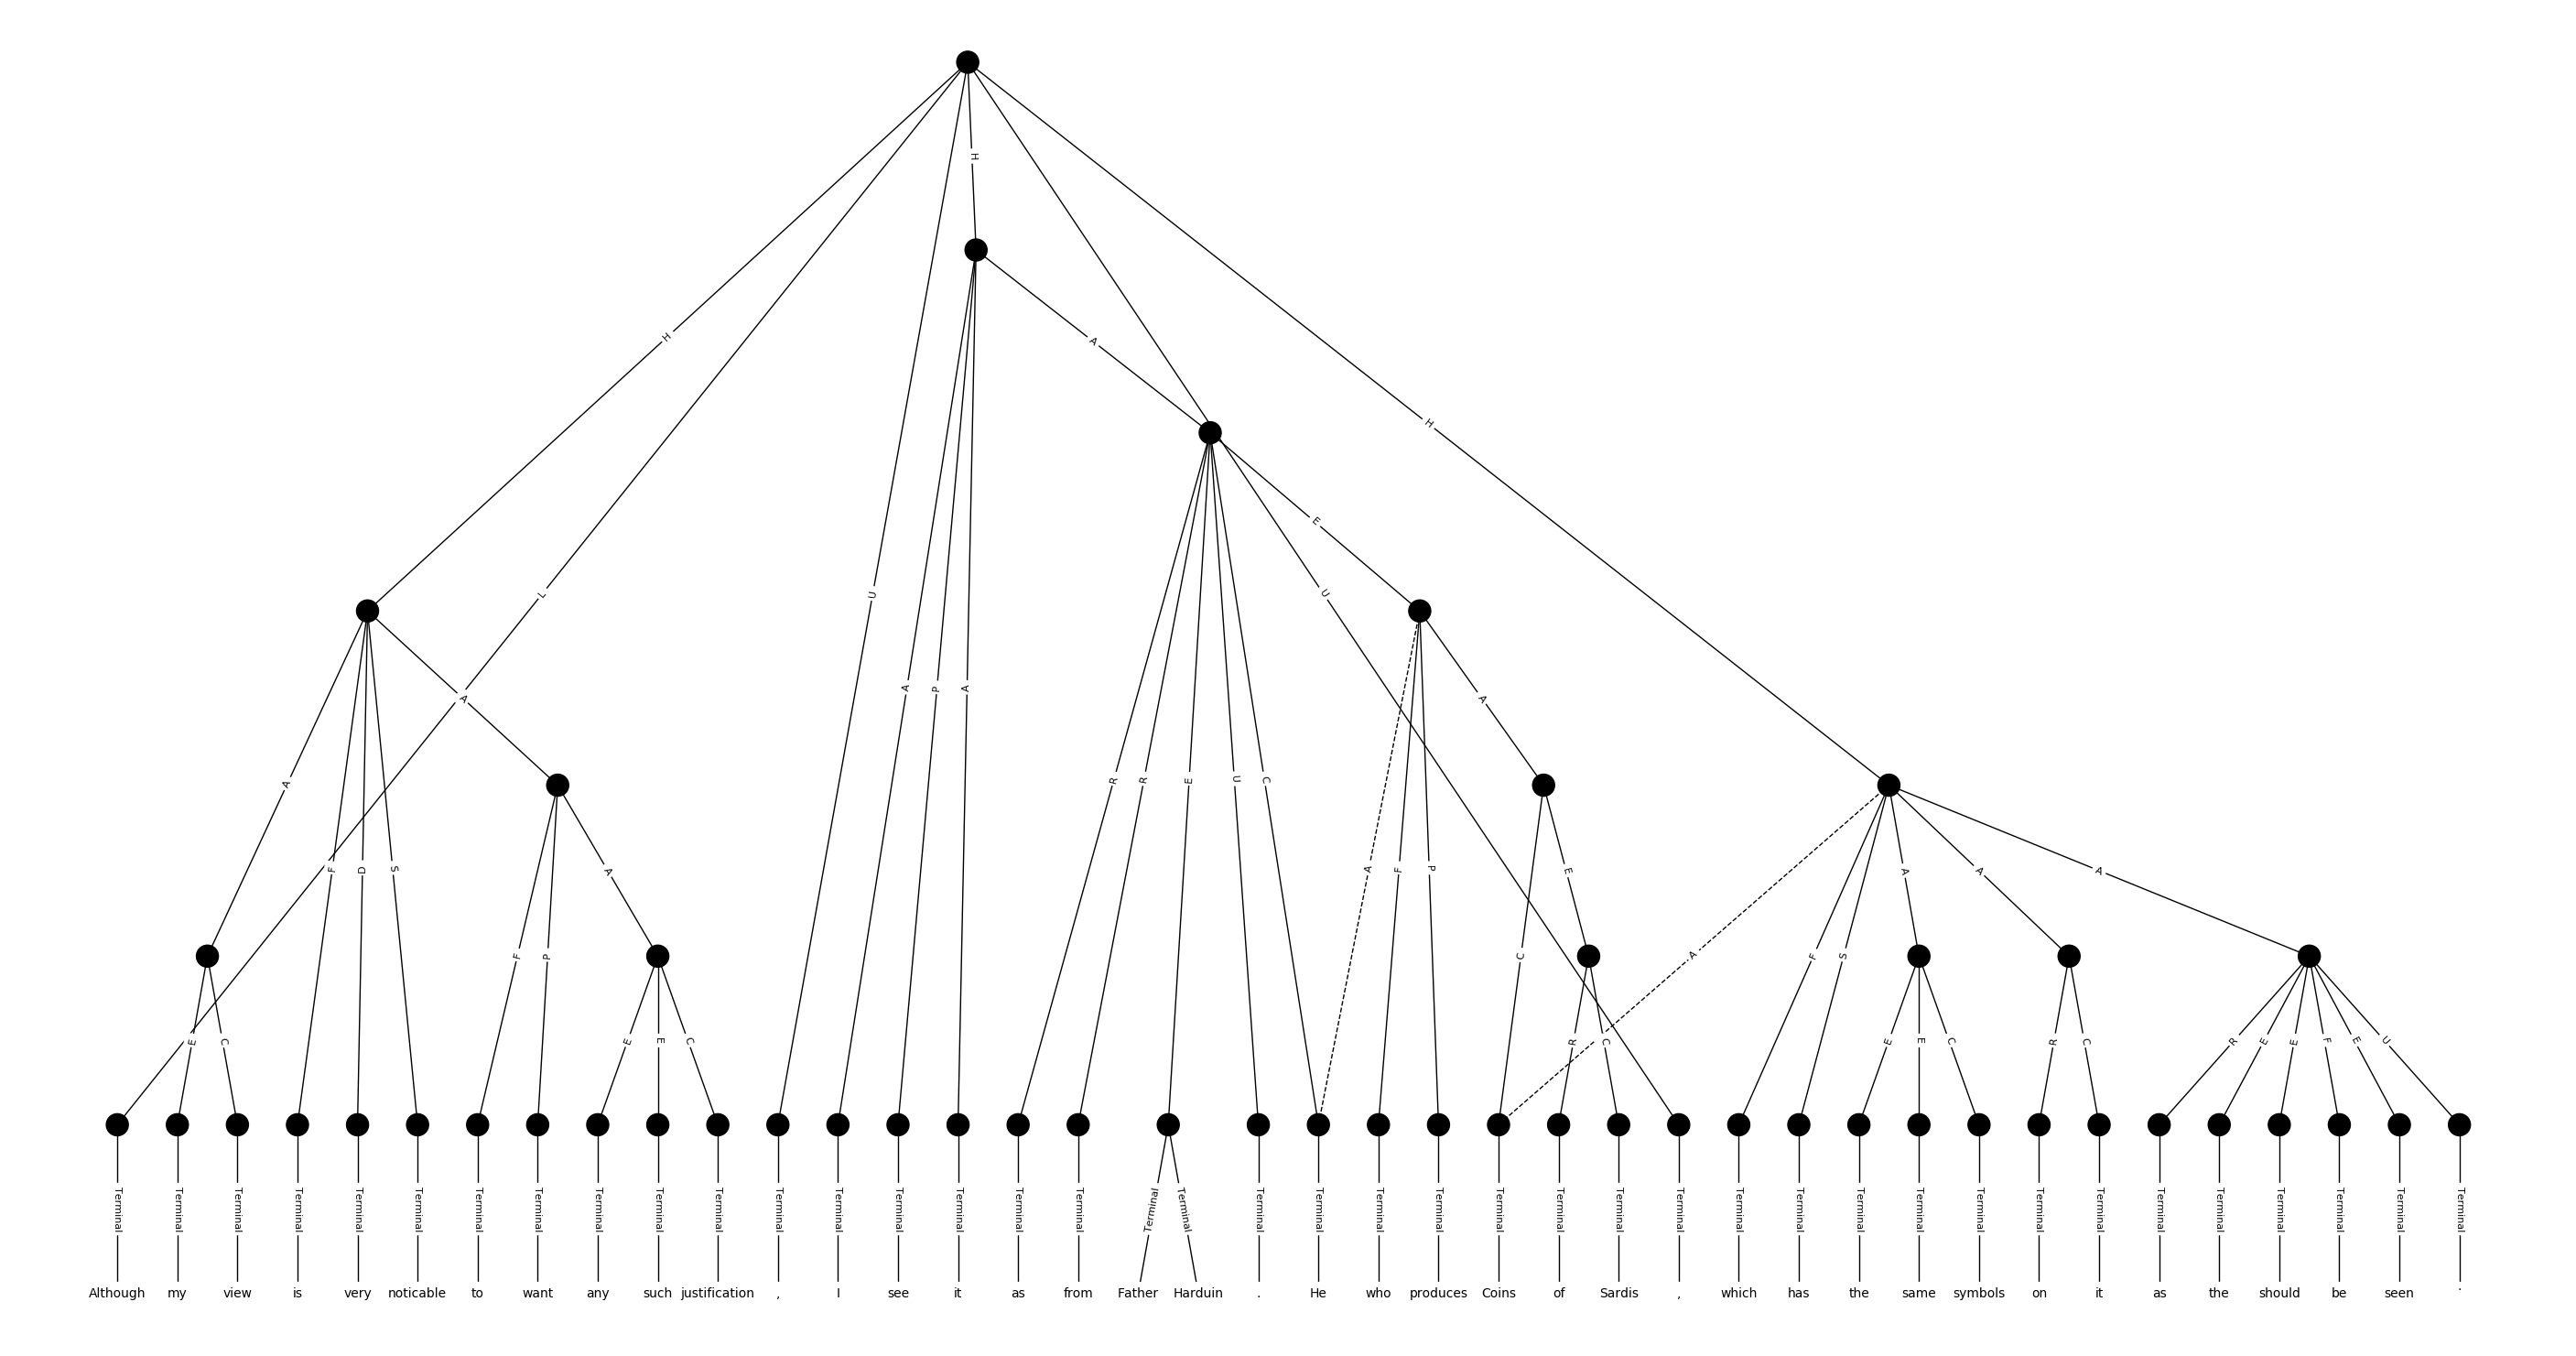 H
H
A
H
E
L
U
U
A
P
A
A
A
A
R
R
E
U
C
F
D
S
A
F
P
A
E
F
S
A
A
A
F
P
A
C
A
E
C
E
E
C
R
C
E
E
C
R
C
R
E
E
F
E
U
Terminal Terminal Terminal Terminal Terminal Terminal Terminal Terminal Terminal Terminal Terminal Terminal Terminal Terminal Terminal Terminal Terminal Terminal Terminal Terminal Terminal Terminal Terminal Terminal Terminal Terminal Terminal Terminal Terminal Terminal Terminal Terminal Terminal Terminal Terminal Terminal Terminal Terminal Terminal Terminal
Although my view is very noticable to want any such justification , I see it as from Father Harduin . He who produces Coins of Sardis , which has the same symbols on it as the should be seen .